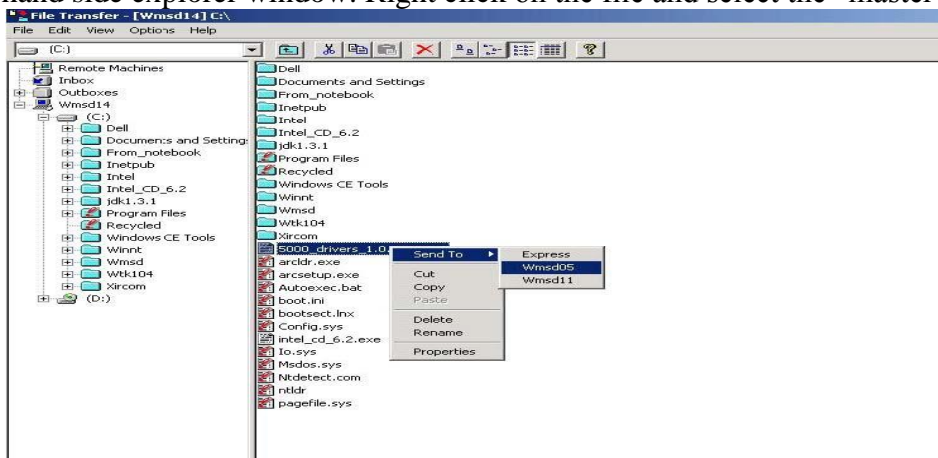 hand side explorer window. Right click on the file and select the "master
File Transfer - [Wmsd14] C:\
File Edit View Options Help
(C:)
Remote Machines
Inbox
Outboxes
Wmsd14
(C:)
Dell
Documents and Setting:
From_notebook
Inetpub
Intel
Intel_CD_6.2
jdk1.3.1
Program Files
Recycled
Windows CE Tools
Winnt
Wmsd
Wtk104
Xircom
(D:)
Dell
Documents and Settings
From_notebook
Inetpub
Intel
Intel_CD_6.2
jdk1.3.1
Program Files
Recycled
Windows CE Tools
Winnt
Wmsd
Wtk104
Xircom
5000_drivers_1.0.
arcldr.exe
arcsetup.exe
Autoexec.bat
boot.ini
bootsect.lnx
Config.sys
intel_cd_6.2.exe
Io.sys
Msdos.sys
Ntdetect.com
ntldr
pagefile.sys
Send To
Cut
Copy
Paste
Delete
Rename
Properties
Express
Wmsd05
Wmsd11